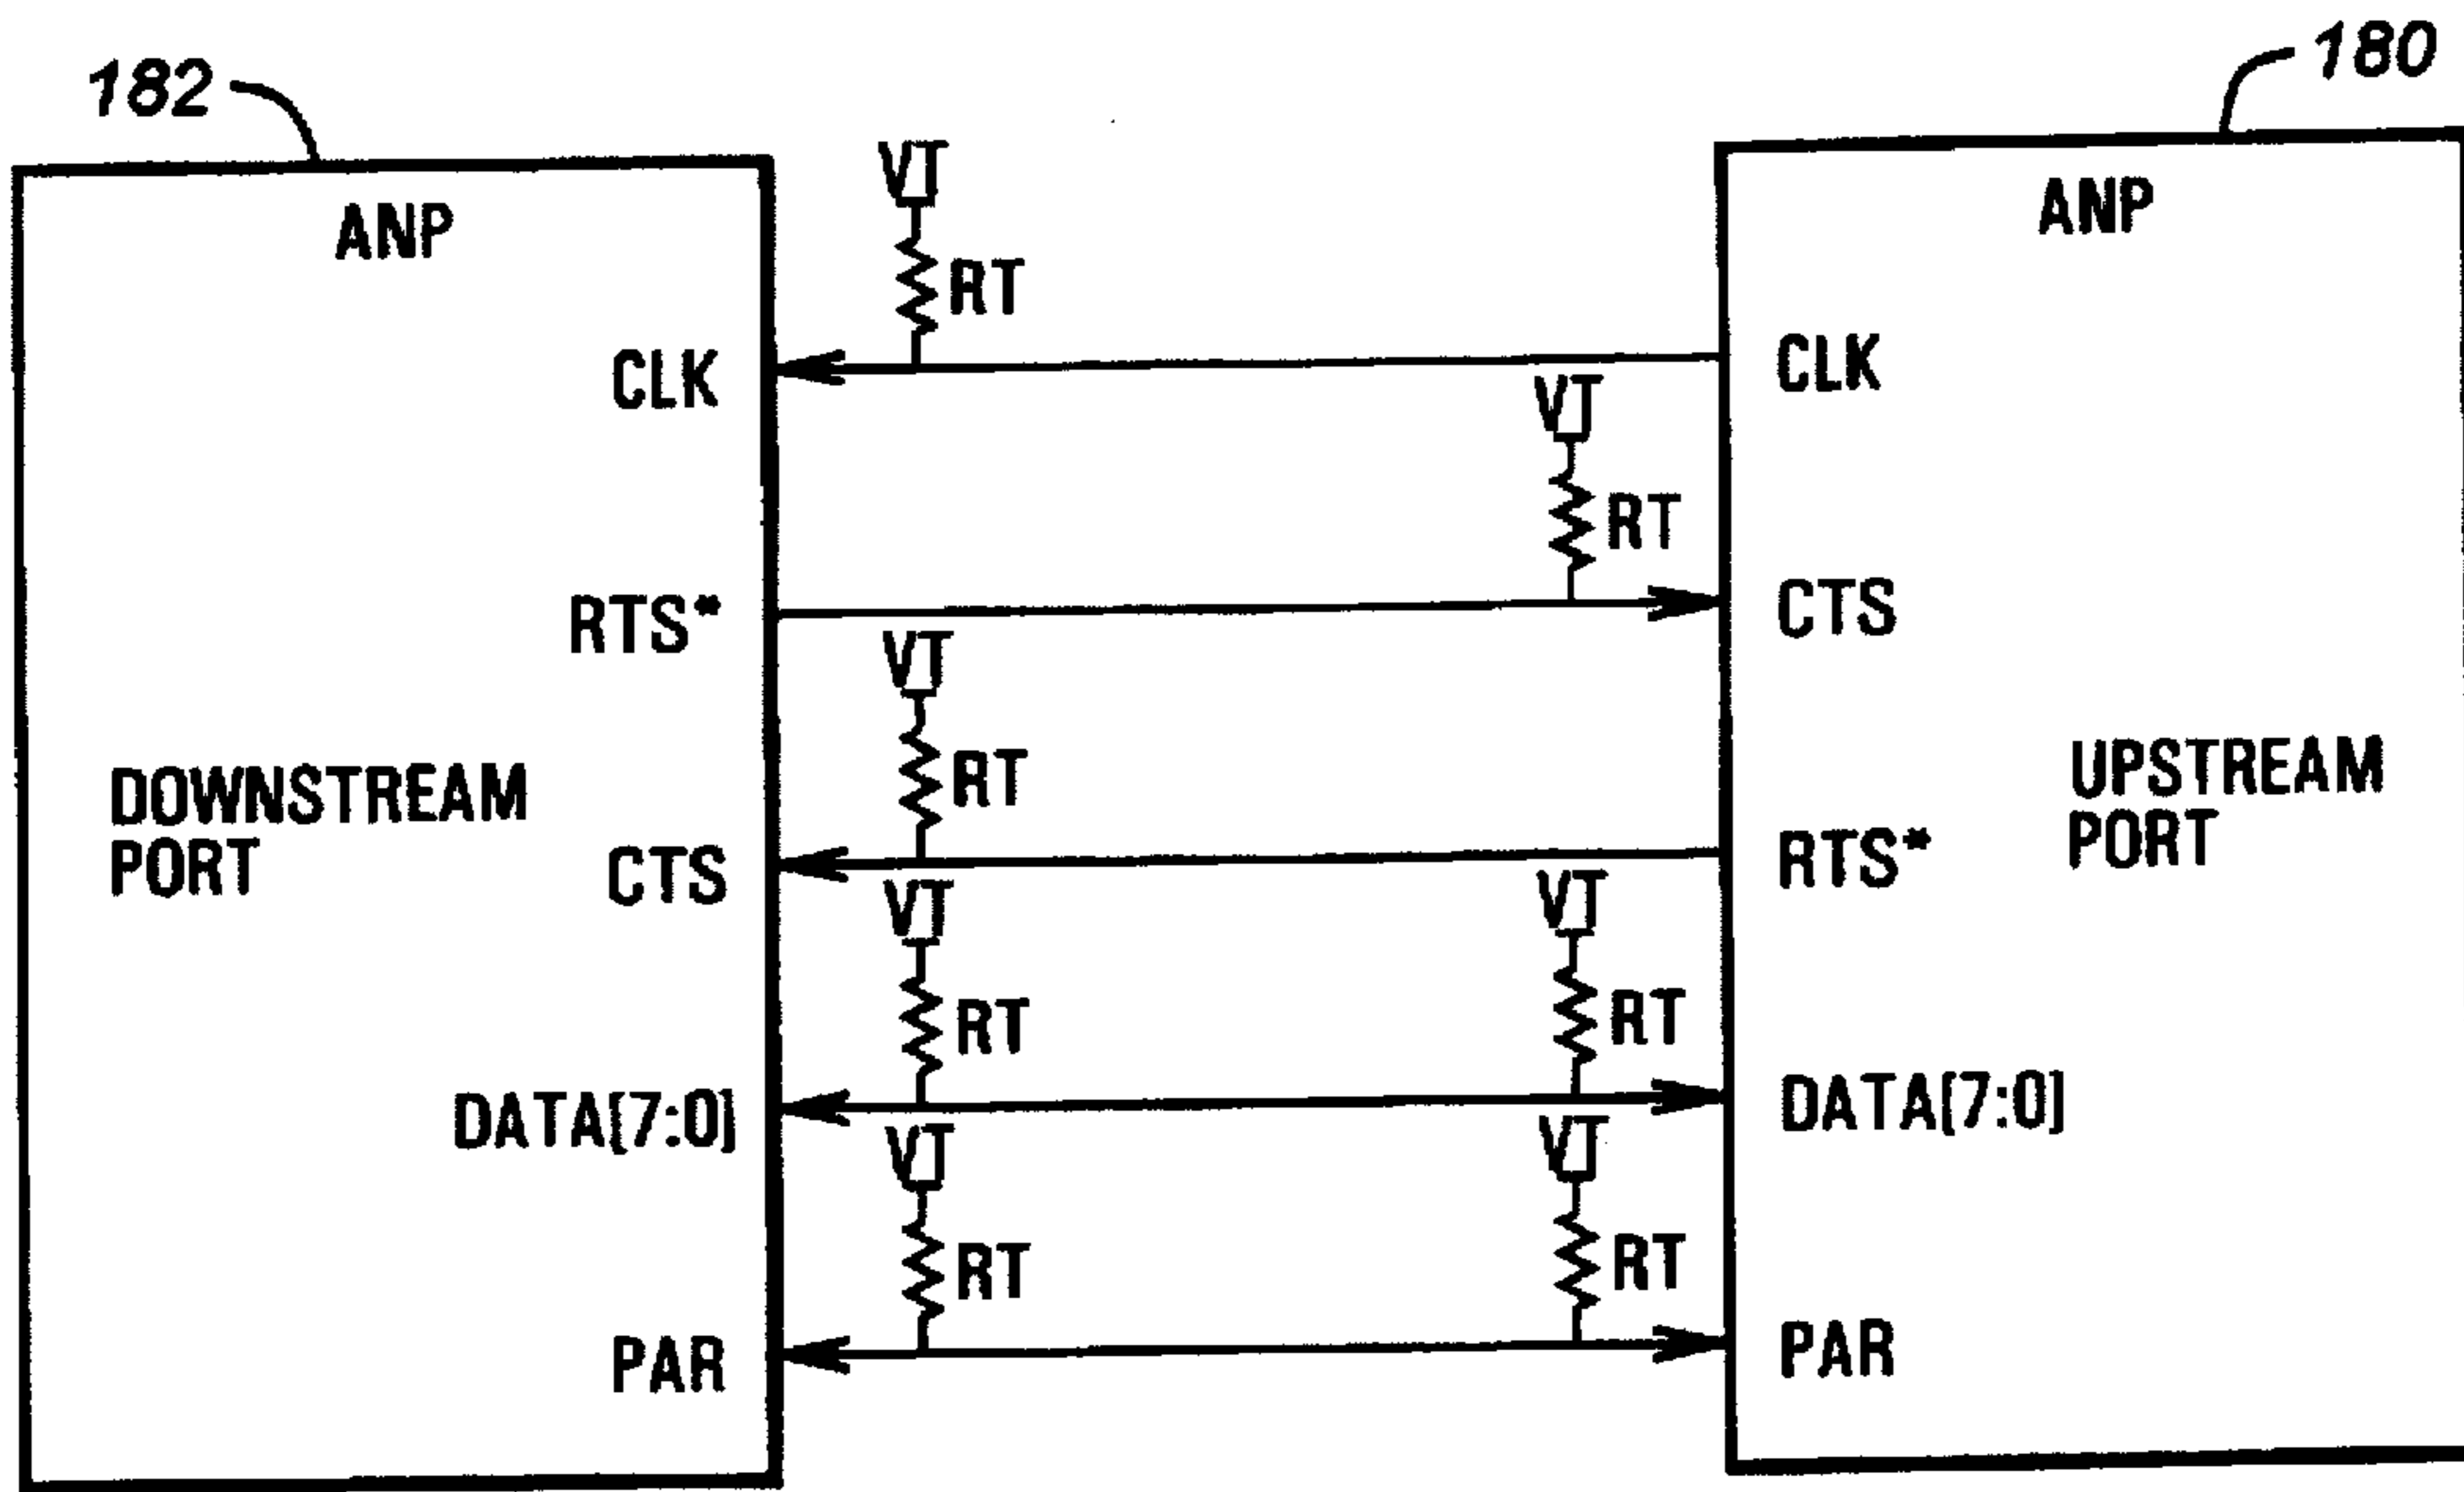 182
180
ANP
ANP
VT
RT
CLK
CLK
VT
RT
RTS*
CTS
VT
RT
DOWNSTREAM
PORT
UPSTREAM
PORT
CTS
RTS*
VT
RT
VT
RT
DATA[7:0]
DATA[7:0]
VT
RT
VT
RT
PAR
PAR